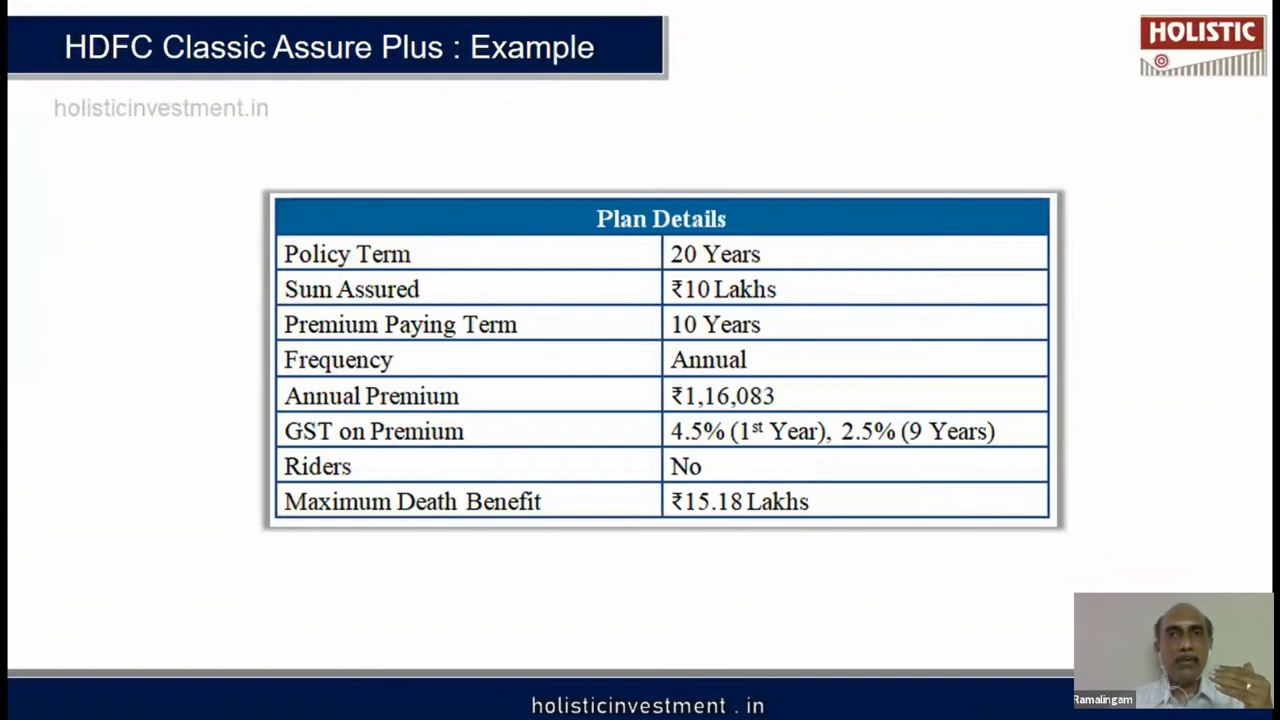 HDFC Classic Assure Plus : Example
HOLISTIC
holisticinvestment.in
Plan Details
Policy Term 20 Years
Sum Assured ₹10 Lakhs
Premium Paying Term 10 Years
Frequency Annual
Annual Premium ₹1,16,083
GST on Premium 4.5% (1st Year), 2.5% (9 Years)
Riders No
Maximum Death Benefit ₹15.18 Lakhs
Ramalingam
holisticinvestment . in